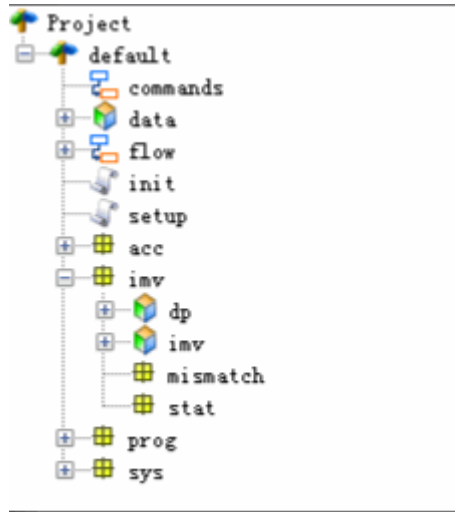 Project
default
commands
data
flow
init
setup
acc
imv
dp
imv
mismatch
stat
prog
sys